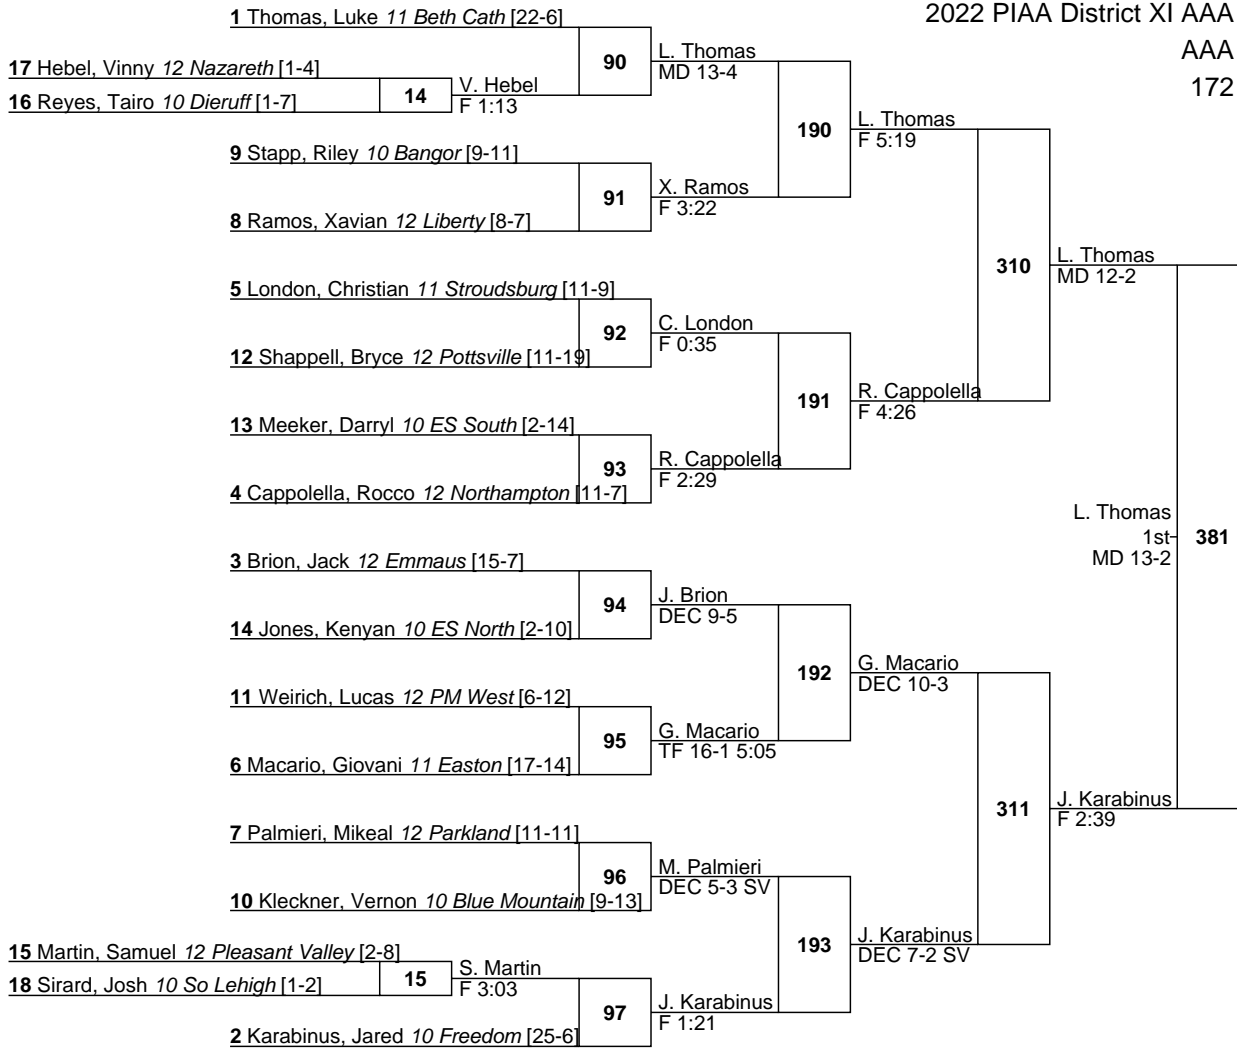 2022 PIAA District XI AAA
AAA
172
1 Thomas, Luke 11 Beth Cath [22-6]
17 Hebel, Vinny 12 Nazareth [1-4]
16 Reyes, Tairo 10 Dieruff [1-7]
14
V. Hebel
F 1:13
90
L. Thomas
MD 13-4
9 Stapp, Riley 10 Bangor [9-11]
8 Ramos, Xavian 12 Liberty [8-7]
91
X. Ramos
F 3:22
190
L. Thomas
F 5:19
5 London, Christian 11 Stroudsburg [11-9]
12 Shappell, Bryce 12 Pottsville [11-19]
92
C. London
F 0:35
13 Meeker, Darryl 10 ES South [2-14]
4 Cappolella, Rocco 12 Northampton [11-7]
93
R. Cappolella
F 2:29
191
R. Cappolella
F 4:26
310
L. Thomas
MD 12-2
3 Brion, Jack 12 Emmaus [15-7]
14 Jones, Kenyan 10 ES North [2-10]
94
J. Brion
DEC 9-5
11 Weirich, Lucas 12 PM West [6-12]
6 Macario, Giovani 11 Easton [17-14]
95
G. Macario
TF 16-1 5:05
192
G. Macario
DEC 10-3
7 Palmieri, Mikeal 12 Parkland [11-11]
10 Kleckner, Vernon 10 Blue Mountain [9-13]
96
M. Palmieri
DEC 5-3 SV
15 Martin, Samuel 12 Pleasant Valley [2-8]
18 Sirard, Josh 10 So Lehigh [1-2]
15
S. Martin
F 3:03
2 Karabinus, Jared 10 Freedom [25-6]
97
J. Karabinus
F 1:21
193
J. Karabinus
DEC 7-2 SV
311
J. Karabinus
F 2:39
L. Thomas
1st
MD 13-2
381